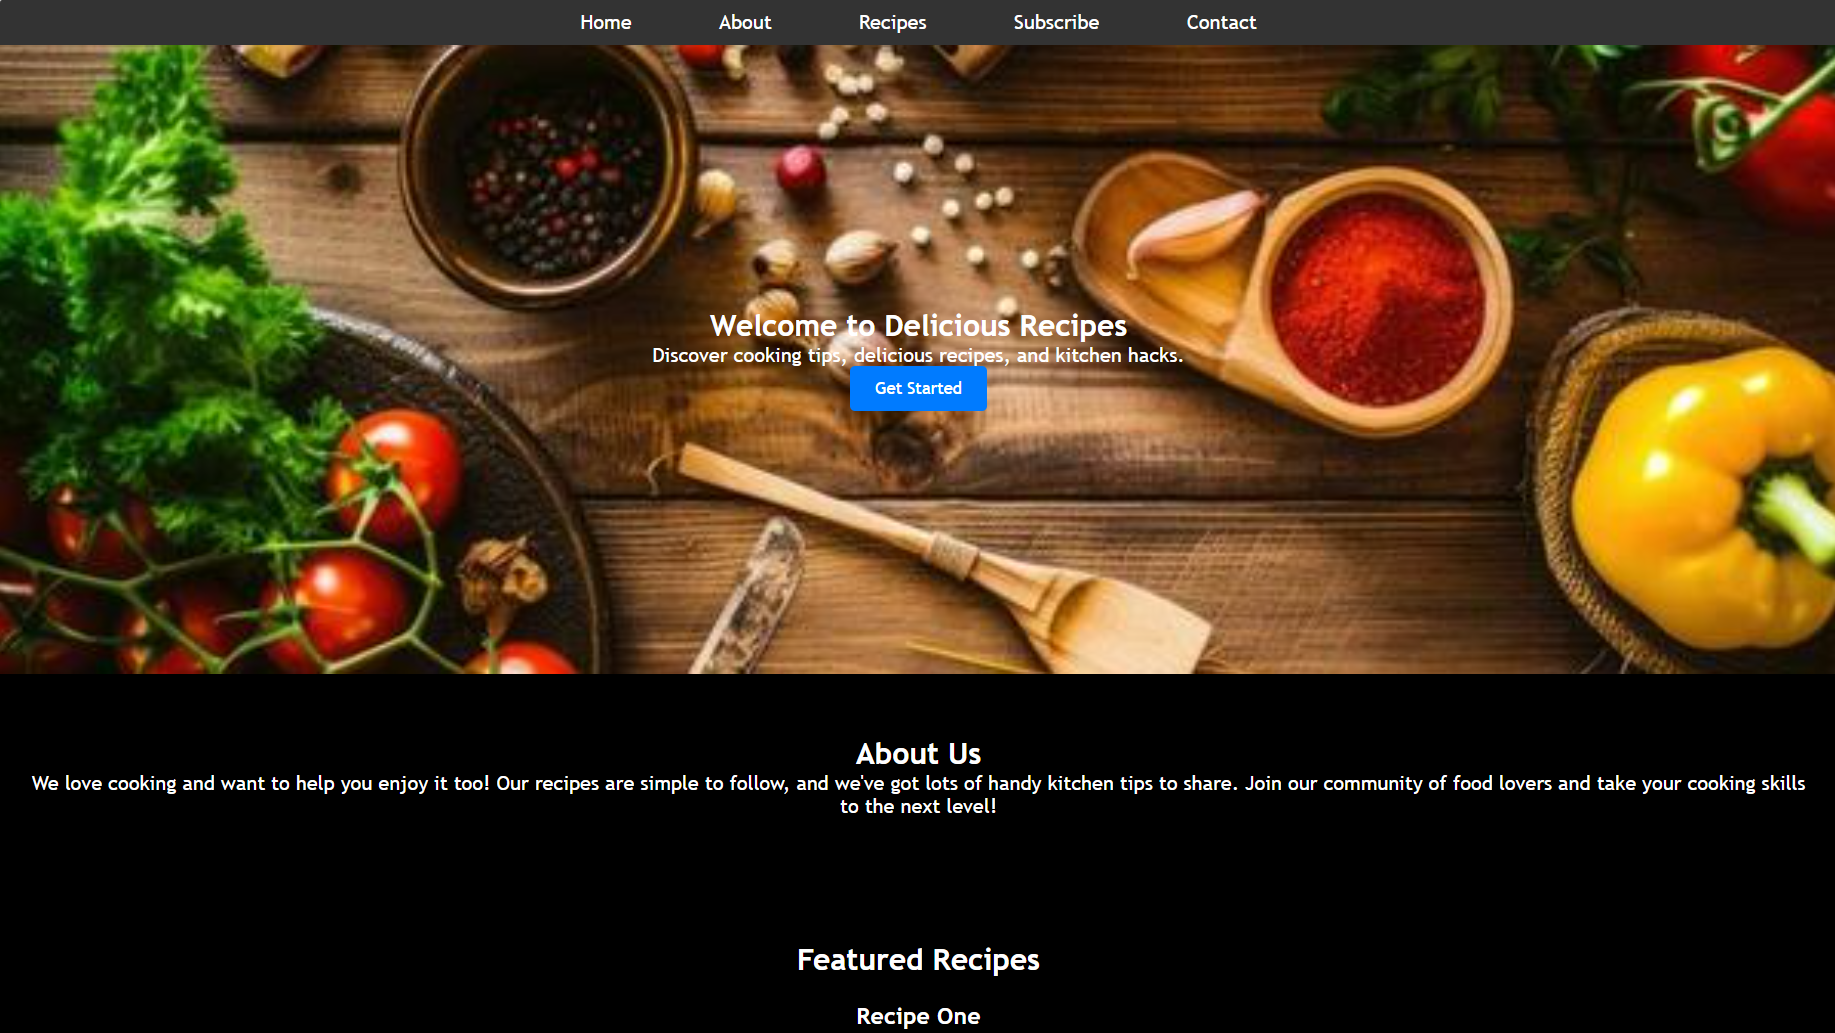 Home About Recipes Subscribe Contact
Welcome to Delicious Recipes
Discover cooking tips, delicious recipes, and kitchen hacks.
Get Started
About Us
We love cooking and want to help you enjoy it too! Our recipes are simple to follow, and we've got lots of handy kitchen tips to share. Join our community of food lovers and take your cooking skills
to the next level!
Featured Recipes
Recipe One